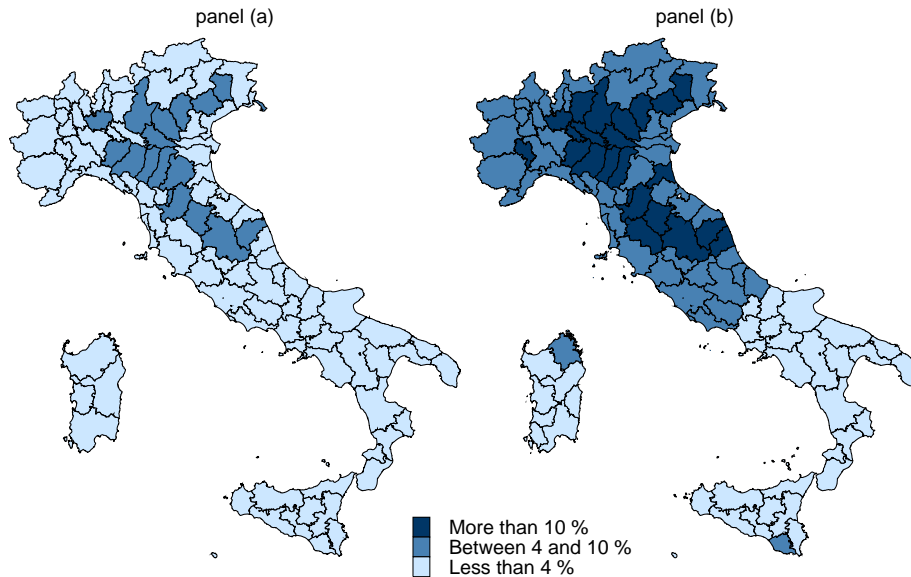 panel (a)
panel (b)
More than 10 %
Between 4 and 10 %
Less than 4 %